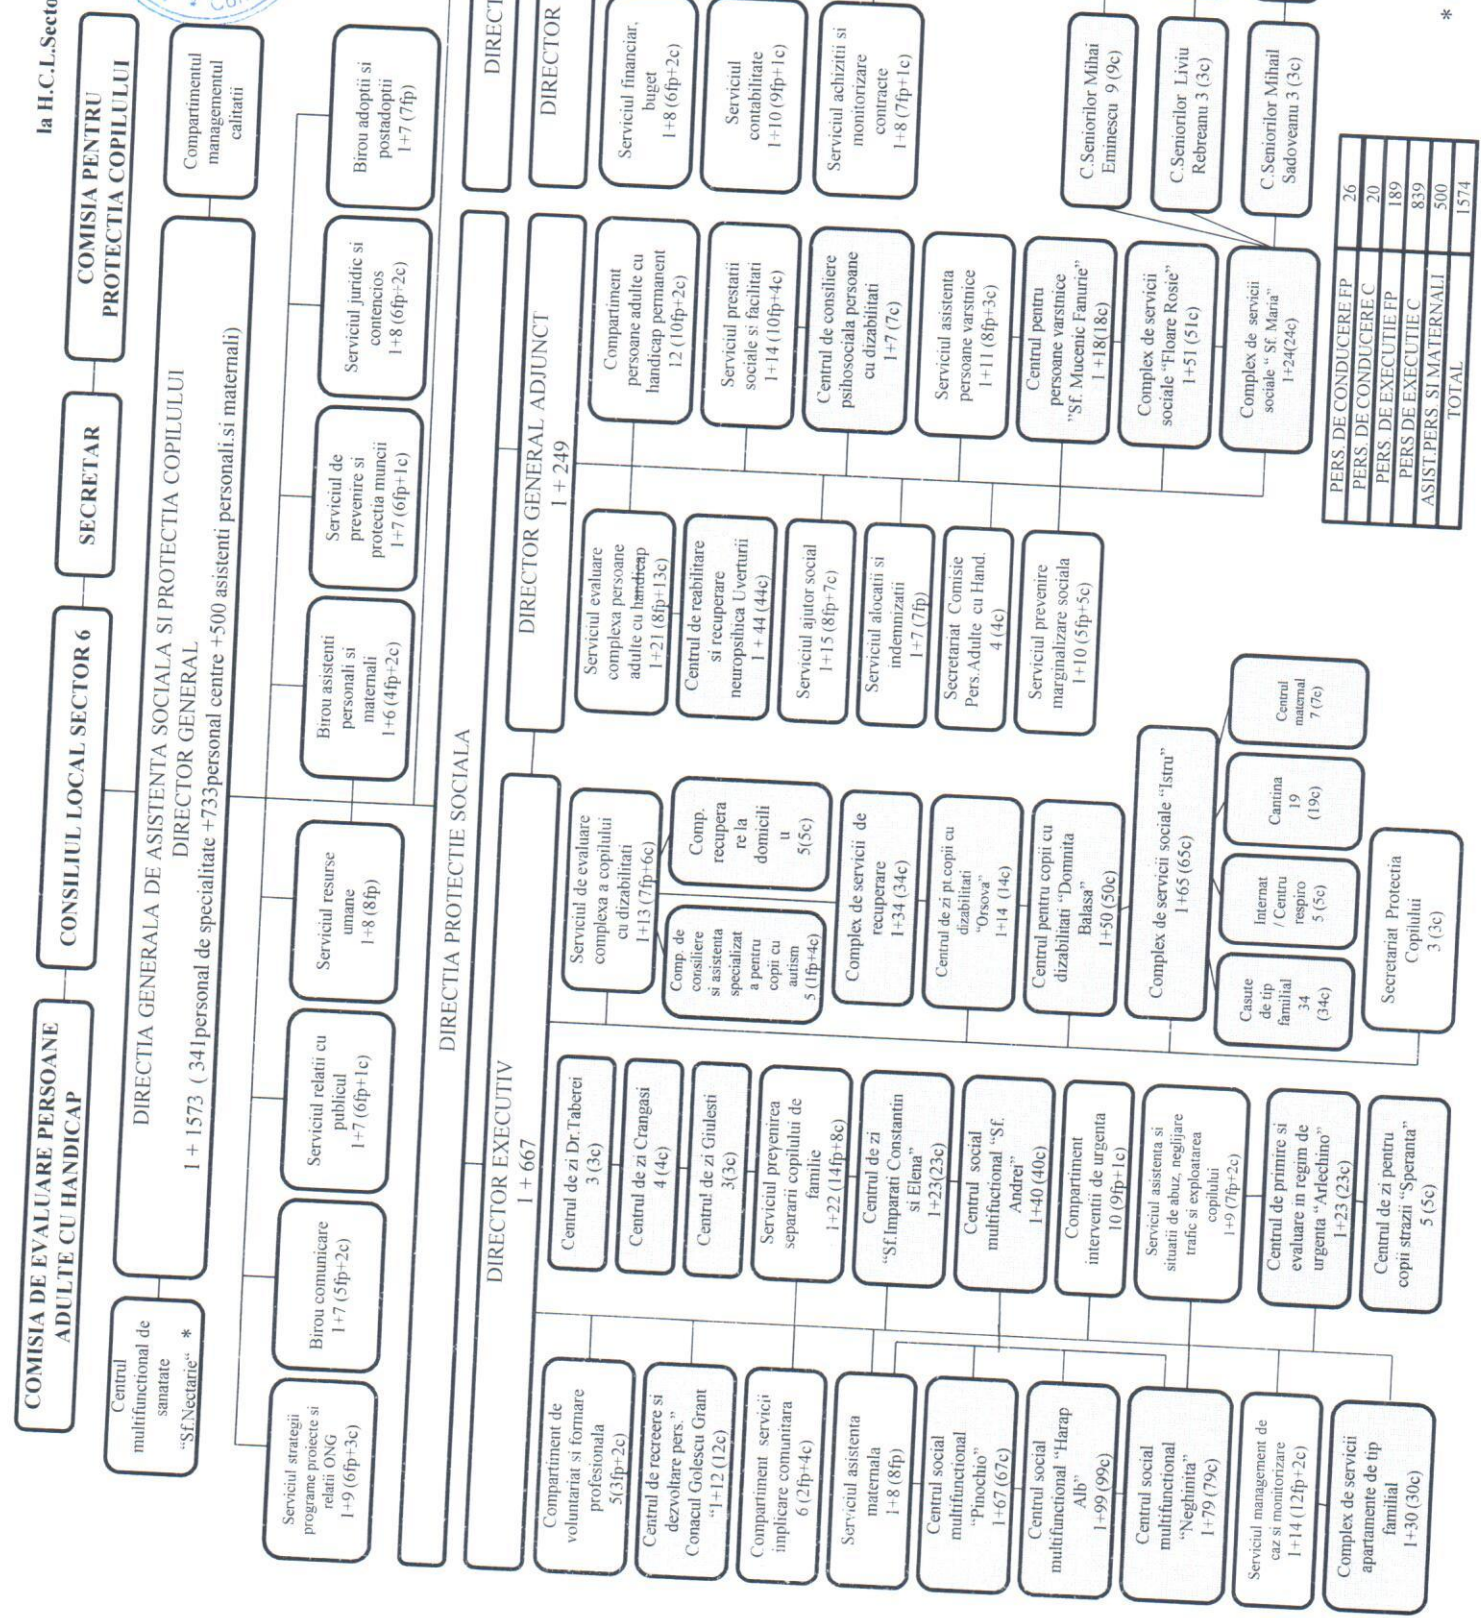 la H.C.L.Secto
COMISIA DE EVALUARE PERSOANE
ADULTE CU HANDICAP
CONSILIUL LOCAL SECTOR 6
SECRETAR
COMISIA PENTRU
PROTECTIA COPILULUI
Centrul
multifunctional de
sanatate
“Sf.Nectarie“ *
DIRECTIA GENERALA DE ASISTENTA SOCIALA SI PROTECTIA COPILULUI
DIRECTOR GENERAL
1 + 1573 ( 341personal de specialitate +733personal centre +500 asistenti personali.si maternali)
Compartimentul
managementul
calitatii
Serviciul strategii
programe proiecte si
relatii ONG
1+9 (6fp+3c)
Birou comunicare
1+7 (5fp+2c)
Serviciul relatii cu
publicul
1+7 (6fp+1c)
Serviciul resurse
umane
1+8 (8fp)
Birou asistenti
personali si
maternali
1+6 (4fp+2c)
Serviciul de
prevenire si
protectia muncii
1+7 (6fp+1c)
Serviciul juridic si
contencios
1+8 (6fp+2c)
Birou adoptii si
postadoptii
1+7 (7fp)
DIRECTIA PROTECTIE SOCIALA
DIRECT
DIRECTOR EXECUTIV
1 + 667
DIRECTOR GENERAL ADJUNCT
1 + 249
DIRECTOR
Compartiment de
voluntariat si formare
profesionala
5(3fp+2c)
Centrul de recreere si
dezvoltare pers.”
Conacul Golescu Grant
“1+12 (12c)
Compartiment servicii
implicare comunitara
6 (2fp+4c)
Serviciul asistenta
maternala
1+8 (8fp)
Centrul social
multifunctional
“Pinochio”
1+67 (67c)
Centrul social
multifunctional “Harap
Alb”
1+99 (99c)
Centrul social
multifunctional
“Neghinita”
1+79 (79c)
Serviciul management de
caz si monitorizare
1+14 (12fp+2c)
Complex de servicii
apartamente de tip
familial
1+30 (30c)
Centrul de zi Dr.Taberei
3 (3c)
Centrul de zi Crangasi
4 (4c)
Centrul de zi Giulesti
3(3c)
Serviciul prevenirea
separarii copilului de
familie
1+22 (14fp+8c)
Centrul de zi
“Sf.Imparati Constantin
si Elena”
1+23(23c)
Centrul social
multifuctional “Sf.
Andrei”
1+40 (40c)
Compartiment
interventii de urgenta
10 (9fp+1c)
Serviciul asistenta si
situatii de abuz, neglijare
trafic si exploatarea
copilului
1+9 (7fp+2c)
Centrul de primire si
evaluare in regim de
urgenta “Arlechino”
1+23 (23c)
Centrul de zi pentru
copii strazii “Speranta”
5 (5c)
Serviciul de evaluare
complexa a copilului
cu dizabilitati
1+13 (7fp+6c)
Comp. de
consiliere
si asistenta
specializat
a pentru
copii cu
autism
5 (1fp+4c)
Comp.
recupera
re la
domicili
u
5(5c)
Complex de servicii de
recuperare
1+34 (34c)
Centrul de zi pt copii cu
dizabilitati
“Orsova”
1+14 (14c)
Centrul pentru copii cu
dizabilitati “Domnita
Balasa”
1+50 (50c)
Complex de servicii sociale “Istru”
1+65 (65c)
Casute
de tip
familial
34
(34c)
Internat
/ Centru
respiro
5 (5c)
Cantina
19
(19c)
Centrul
maternal
7 (7c)
Secretariat Protectia
Copilului
3 (3c)
Serviciul evaluare
complexa persoane
adulte cu handicap
1+21 (8fp+13c)
Centrul de reabilitare
si recuperare
neuropsihica Uverturii
1 + 44 (44c)
Serviciul ajutor social
1+15 (8fp+7c)
Serviciul alocatii si
indemnizatii
1+7 (7fp)
Secretariat Comisie
Pers.Adulte cu Hand.
4 (4c)
Serviciul prevenire
marginalizare sociala
1+10 (5fp+5c)
Compartiment
persoane adulte cu
handicap permanent
12 (10fp+2c)
Serviciul prestatii
sociale si facilitati
1+14 (10fp+4c)
Centrul de consiliere
psihosociala persoane
cu dizabilitati
1+7 (7c)
Serviciul asistenta
persoane varstnice
1+11 (8fp+3c)
Centrul pentru
persoane varstnice
”Sf. Mucenic Fanurie”
1 +18(18c)
Complex de servicii
sociale “Floare Rosie”
1+51 (51c)
Complex de servicii
sociale “ Sf. Maria”
1+24(24c)
Serviciul financiar,
buget
1+8 (6fp+2c)
Serviciul
contabilitate
1+10 (9fp+1c)
Serviciul achizitii si
monitorizare
contracte
1+8 (7fp+1c)
C.Seniorilor Mihai
Eminescu 9 (9c)
C.Seniorilor Liviu
Rebreanu 3 (3c)
C.Seniorilor Mihail
Sadoveanu 3 (3c)
PERS. DE CONDUCERE FP 26
PERS. DE CONDUCERE C 20
PERS. DE EXECUTIE FP 189
PERS DE EXECUTIE C 839
ASIST.PERS. SI MATERNALI 500
TOTAL 1574
*